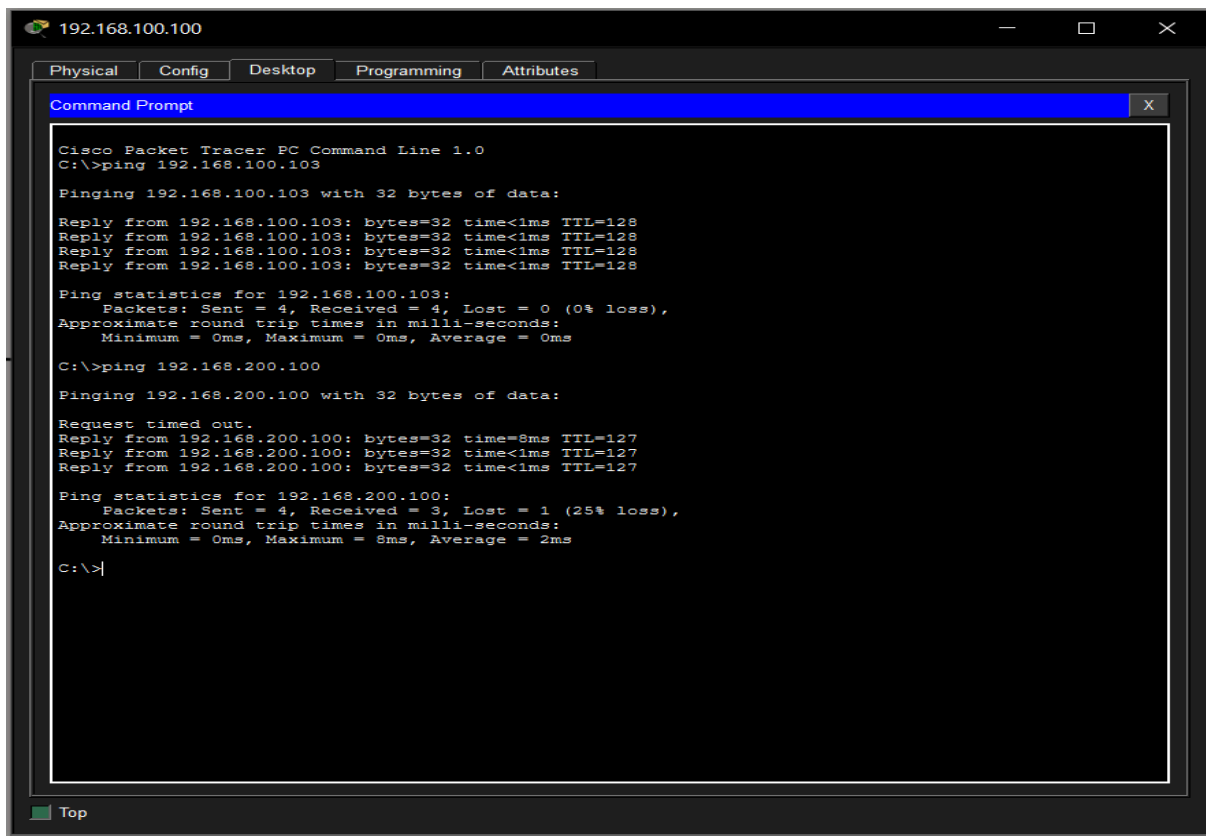 192.168.100.100
Physical Config Desktop Programming Attributes
Command Prompt X
Cisco Packet Tracer PC Command Line 1.0
C:\>ping 192.168.100.103
Pinging 192.168.100.103 with 32 bytes of data:
Reply from 192.168.100.103: bytes=32 time<1ms TTL=128
Reply from 192.168.100.103: bytes=32 time<1ms TTL=128
Reply from 192.168.100.103: bytes=32 time<1ms TTL=128
Reply from 192.168.100.103: bytes=32 time<1ms TTL=128
Ping statistics for 192.168.100.103:
    Packets: Sent = 4, Received = 4, Lost = 0 (0% loss),
Approximate round trip times in milli-seconds:
    Minimum = 0ms, Maximum = 0ms, Average = 0ms
C:\>ping 192.168.200.100
Pinging 192.168.200.100 with 32 bytes of data:
Request timed out.
Reply from 192.168.200.100: bytes=32 time=8ms TTL=127
Reply from 192.168.200.100: bytes=32 time<1ms TTL=127
Reply from 192.168.200.100: bytes=32 time<1ms TTL=127
Ping statistics for 192.168.200.100:
    Packets: Sent = 4, Received = 3, Lost = 1 (25% loss),
Approximate round trip times in milli-seconds:
    Minimum = 0ms, Maximum = 8ms, Average = 2ms
C:\>
Top